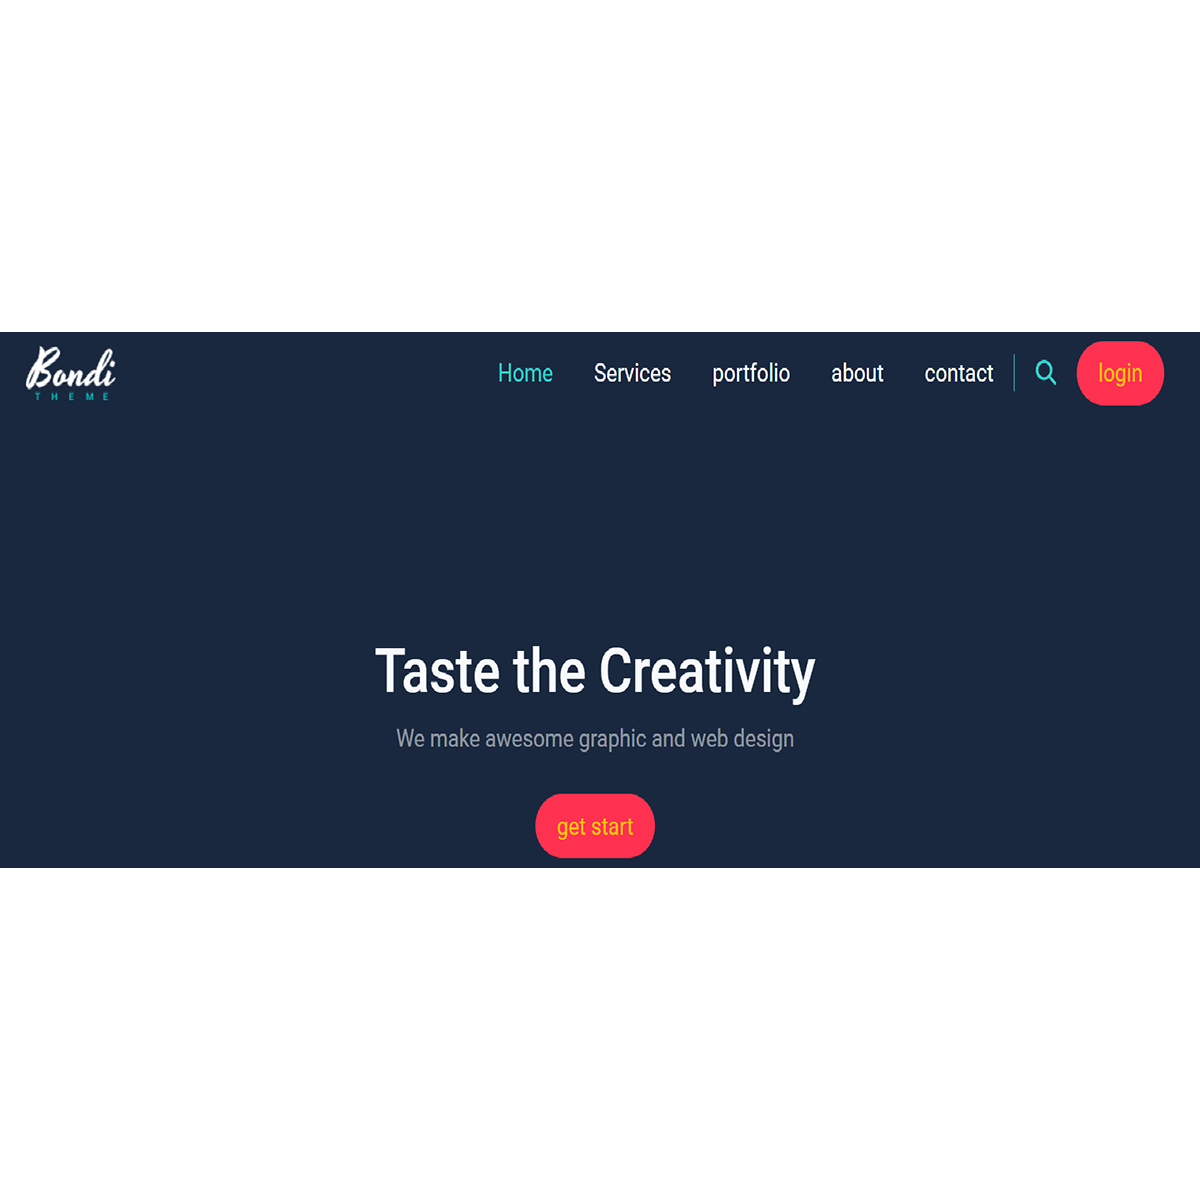 Bondi
THEME
Home Services portfolio about contact login
Taste the Creativity
We make awesome graphic and web design
get start